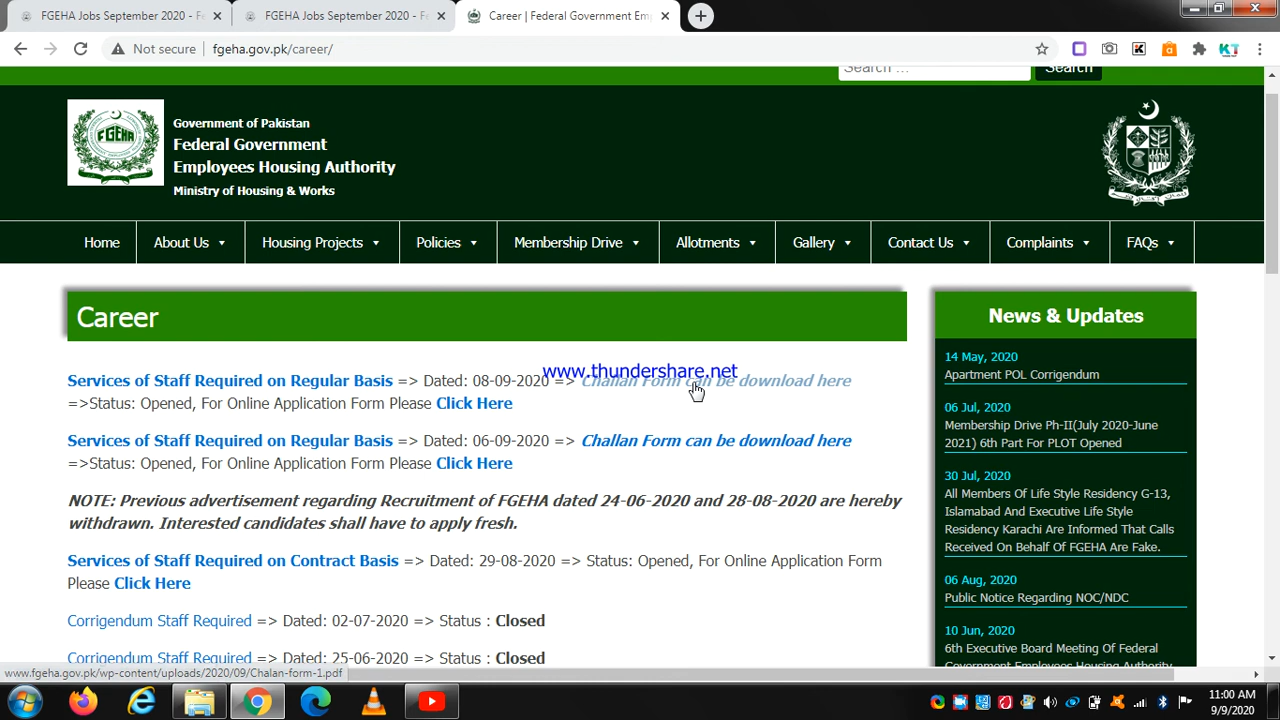 FGEHA Jobs September 2020 - F
FGEHA Jobs September 2020 - F
Career | Federal Government Em
Not secure
fgeha.gov.pk/career/
Search ...
Search
FGEHA
Government of Pakistan
Federal Government
Employees Housing Authority
Ministry of Housing & Works
Home
About Us
Housing Projects
Policies
Membership Drive
Allotments
Gallery
Contact Us
Complaints
FAQs
Career
www.thundershare.net
Services of Staff Required on Regular Basis => Dated: 08-09-2020 => Challan Form can be download here
=>Status: Opened, For Online Application Form Please Click Here
Services of Staff Required on Regular Basis => Dated: 06-09-2020 => Challan Form can be download here
=>Status: Opened, For Online Application Form Please Click Here
NOTE: Previous advertisement regarding Recruitment of FGEHA dated 24-06-2020 and 28-08-2020 are hereby
withdrawn. Interested candidates shall have to apply fresh.
Services of Staff Required on Contract Basis => Dated: 29-08-2020 => Status: Opened, For Online Application Form
Please Click Here
Corrigendum Staff Required => Dated: 02-07-2020 => Status : Closed
Corrigendum Staff Required => Dated: 25-06-2020 => Status : Closed
News & Updates
14 May, 2020
Apartment POL Corrigendum
06 Jul, 2020
Membership Drive Ph-II(July 2020-June
2021) 6th Part For PLOT Opened
30 Jul, 2020
All Members Of Life Style Residency G-13,
Islamabad And Executive Life Style
Residency Karachi Are Informed That Calls
Received On Behalf Of FGEHA Are Fake.
06 Aug, 2020
Public Notice Regarding NOC/NDC
10 Jun, 2020
6th Executive Board Meeting Of Federal
Government Employees Housing Authority
www.fgeha.gov.pk/wp-content/uploads/2020/09/Chalan-form-1.pdf
11:00 AM
9/9/2020